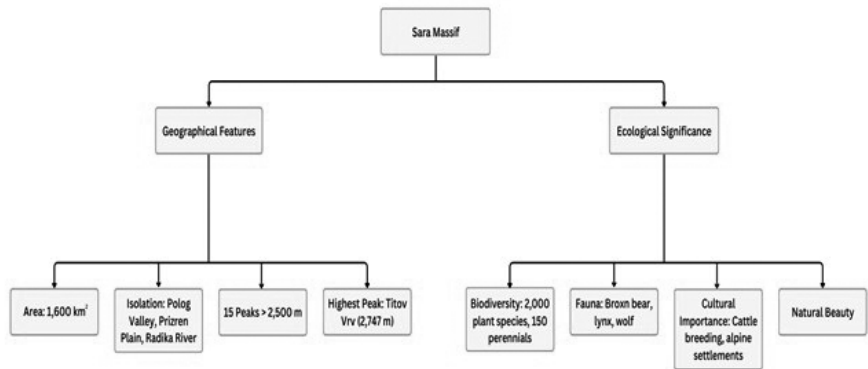 Sara Massif
Geographical Features
Ecological Significance
Area: 1,600 km²
Isolation: Polog
Valley, Prizren
Plain, Radika River
15 Peaks > 2,500 m
Highest Peak: Titov
Vrv (2,747 m)
Biodiversity: 2,000
plant species, 150
perennials
Fauna: Broxn bear,
lynx, wolf
Cultural
Importance: Cattle
breeding, alpine
settlements
Natural Beauty